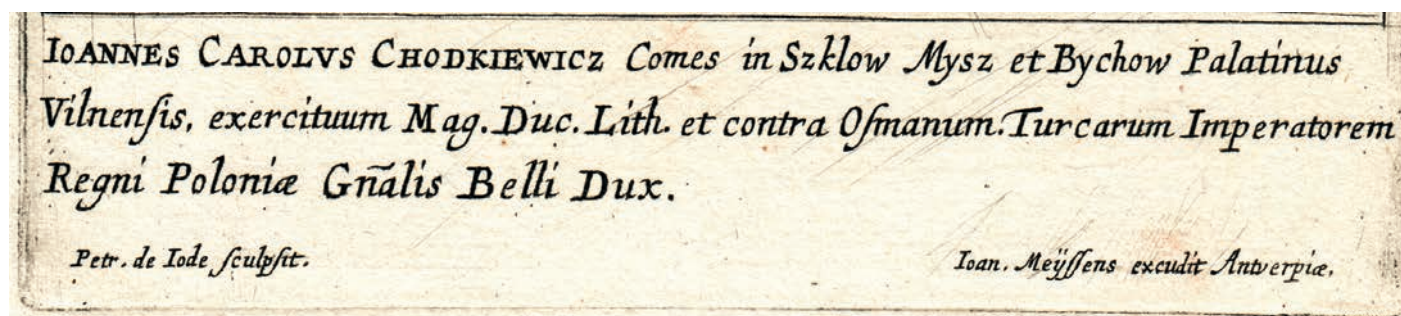 IOANNES CAROLVS CHODKIEWICZ Comes in Szklow Mysz et Bychow Palatinus
Vilnenſis, exercituum Mag. Duc. Lith. et contra Oſmanum. Turcarum Imperatorem
Regni Poloniæ Gn̄alis Belli Dux.
Petr. de Iode ſculpſit. Ioan. Meÿſſens excudit Antverpiæ.